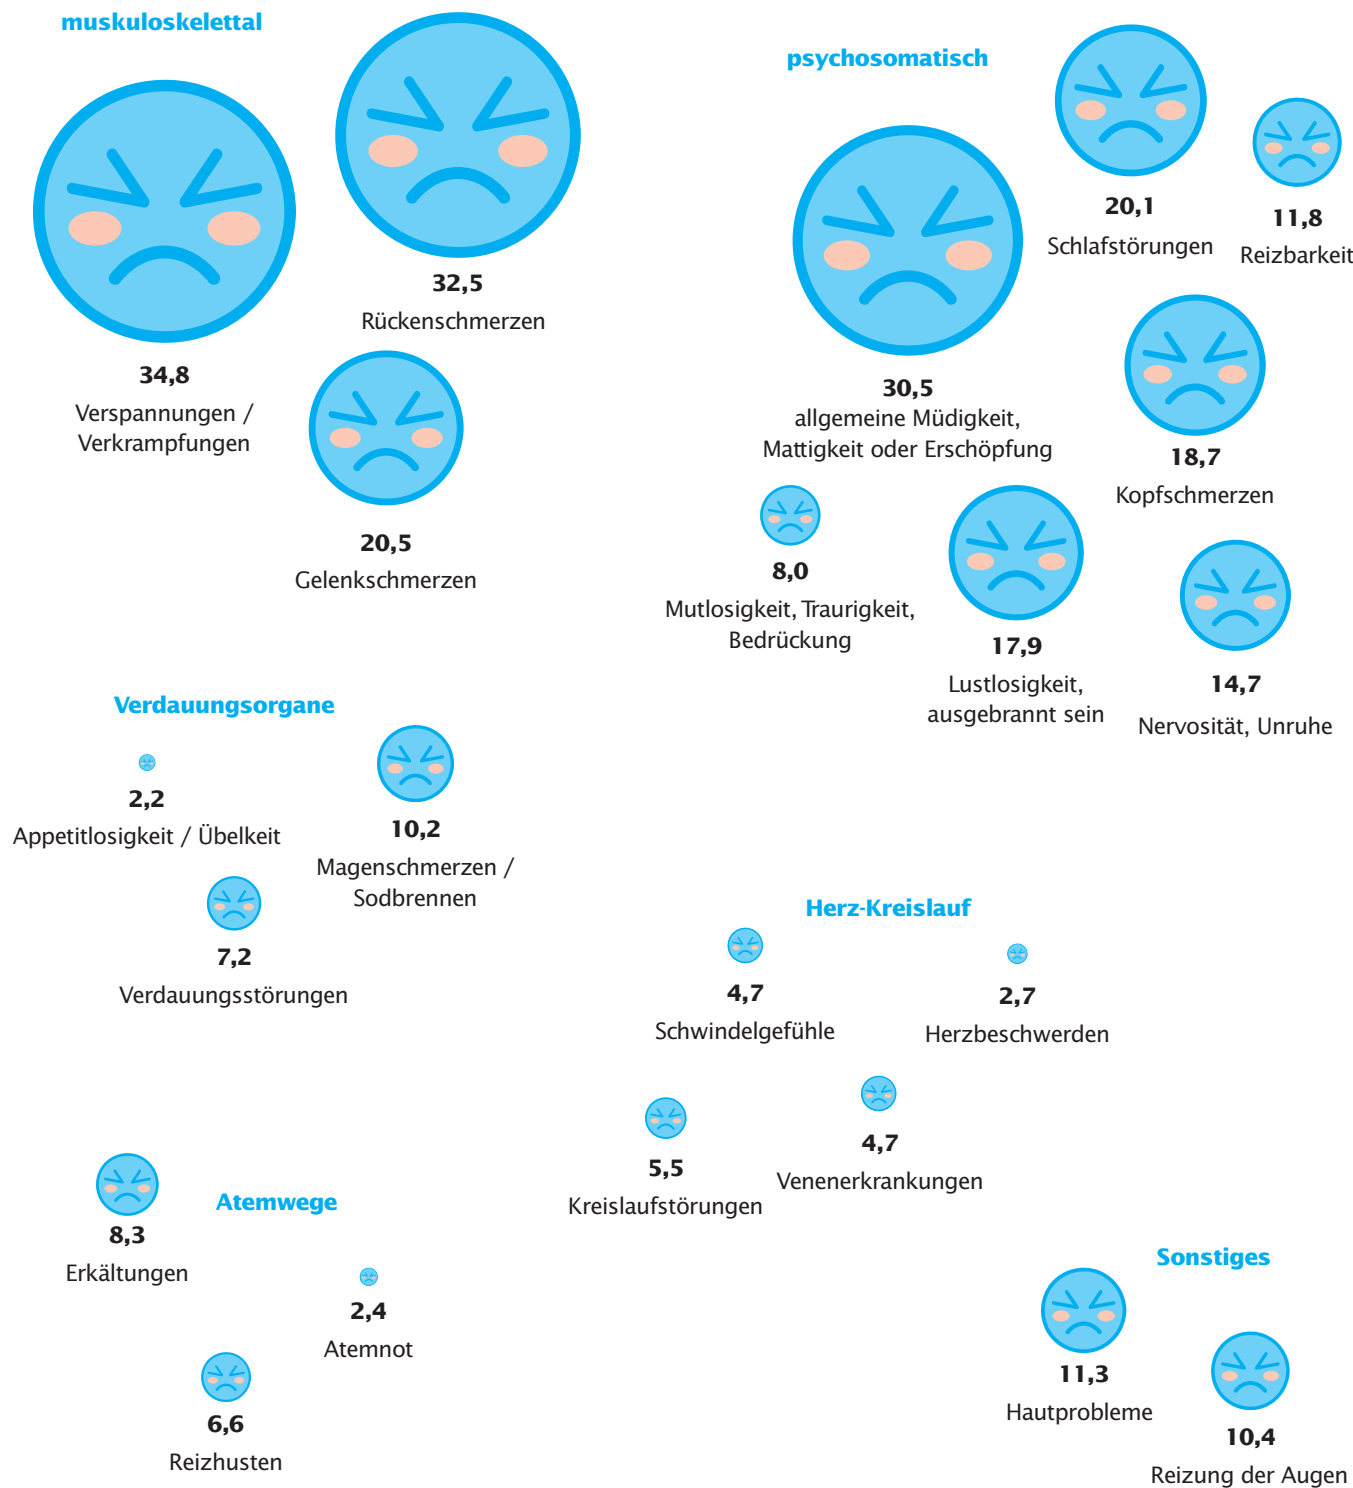 muskuloskelettal
34,8
Verspannungen /
Verkrampfungen
32,5
Rückenschmerzen
20,5
Gelenkschmerzen
psychosomatisch
30,5
allgemeine Müdigkeit,
Mattigkeit oder Erschöpfung
20,1
Schlafstörungen
11,8
Reizbarkeit
18,7
Kopfschmerzen
8,0
Mutlosigkeit, Traurigkeit,
Bedrückung
17,9
Lustlosigkeit,
ausgebrannt sein
14,7
Nervosität, Unruhe
Verdauungsorgane
2,2
Appetitlosigkeit / Übelkeit
10,2
Magenschmerzen /
Sodbrennen
7,2
Verdauungsstörungen
Herz-Kreislauf
4,7
Schwindelgefühle
2,7
Herzbeschwerden
5,5
Kreislaufstörungen
4,7
Venenerkrankungen
Atemwege
8,3
Erkältungen
2,4
Atemnot
6,6
Reizhusten
Sonstiges
11,3
Hautprobleme
10,4
Reizung der Augen